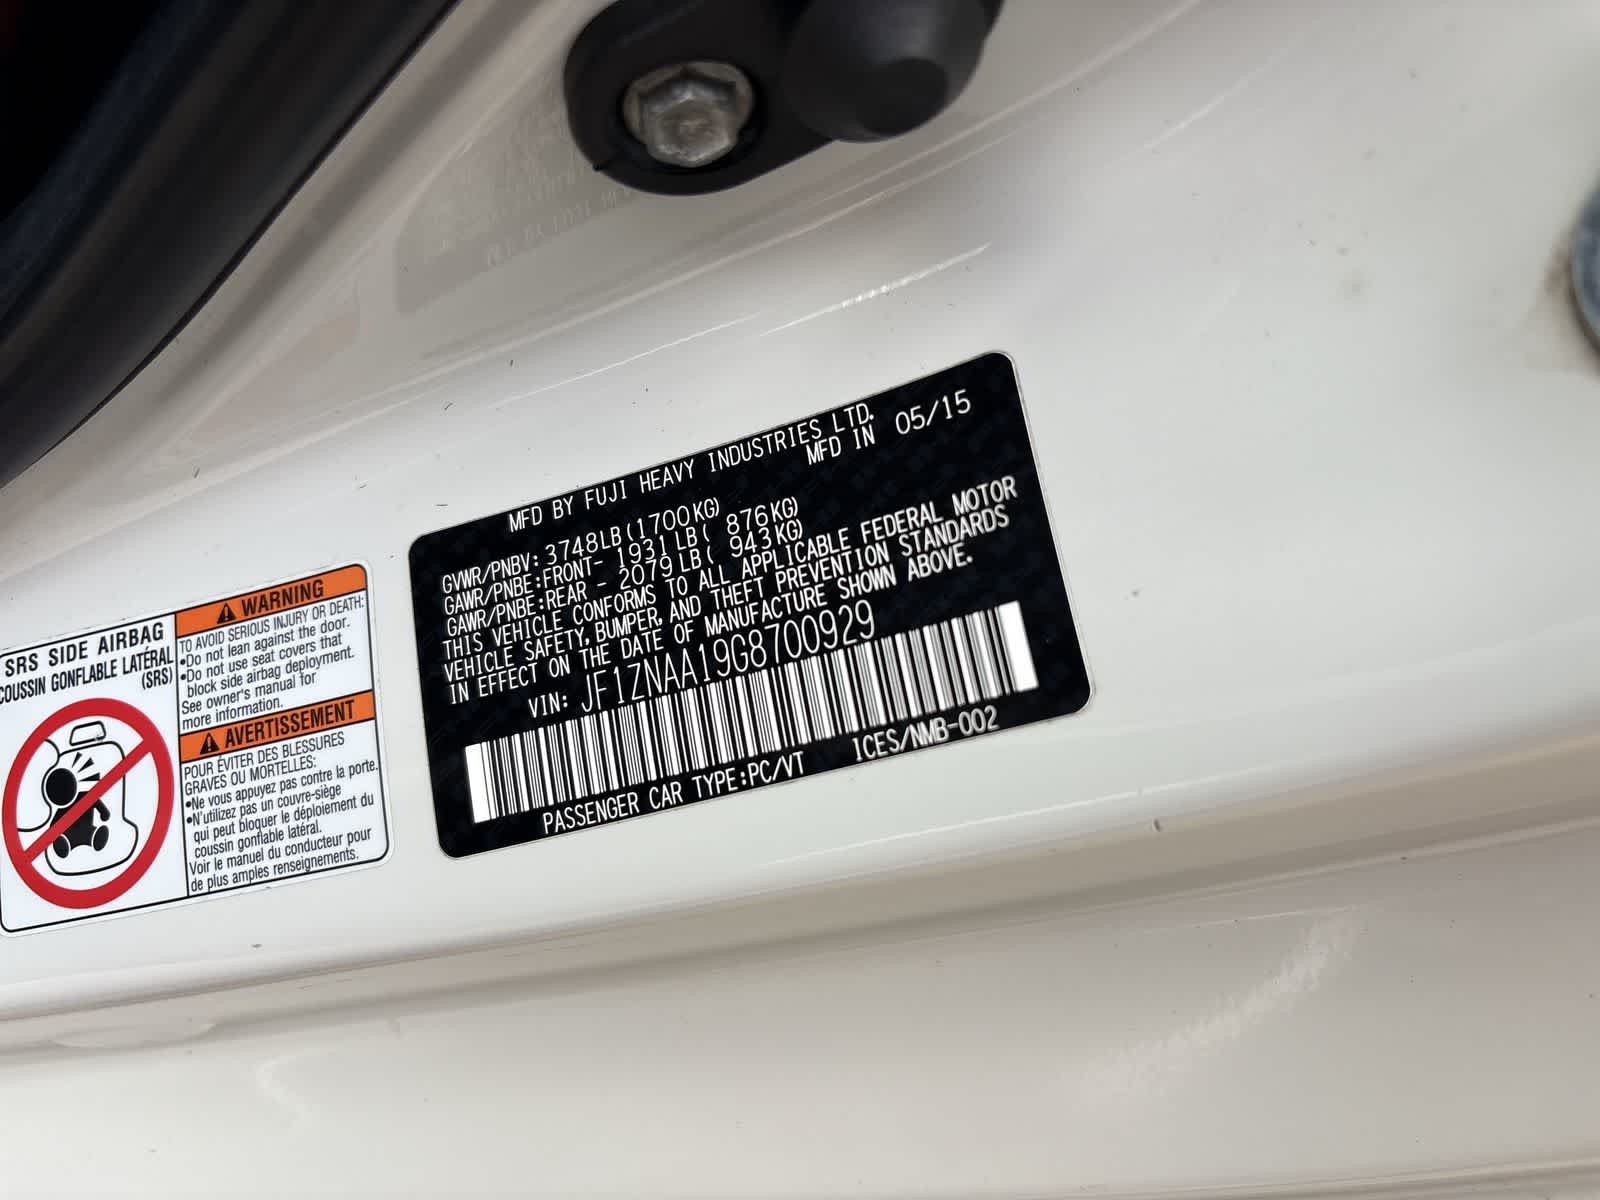 MFD BY FUJI HEAVY INDUSTRIES LTD.
MFD IN 05/15
GVWR/PNBV: 3748LB(1700KG)
GAWR/PNBE:FRONT- 1931LB( 876KG)
GAWR/PNBE:REAR - 2079LB( 943KG)
THIS VEHICLE CONFORMS TO ALL APPLICABLE FEDERAL MOTOR
VEHICLE SAFETY, BUMPER, AND THEFT PREVENTION STANDARDS
IN EFFECT ON THE DATE OF MANUFACTURE SHOWN ABOVE.
VIN: JF1ZNAA19G8700929
PASSENGER CAR TYPE:PC/VT ICES/NMB-002
SRS SIDE AIRBAG
COUSSIN GONFLABLE LATÉRAL
(SRS)
WARNING
TO AVOID SERIOUS INJURY OR DEATH:
•Do not lean against the door.
•Do not use seat covers that
block side airbag deployment.
See owner's manual for
more information.
AVERTISSEMENT
POUR ÉVITER DES BLESSURES
GRAVES OU MORTELLES:
•Ne vous appuyez pas contre la porte.
•N'utilizez pas un couvre-siège
qui peut bloquer le déploiement du
coussin gonflable latéral.
Voir le manuel du conducteur pour
de plus amples renseignements.